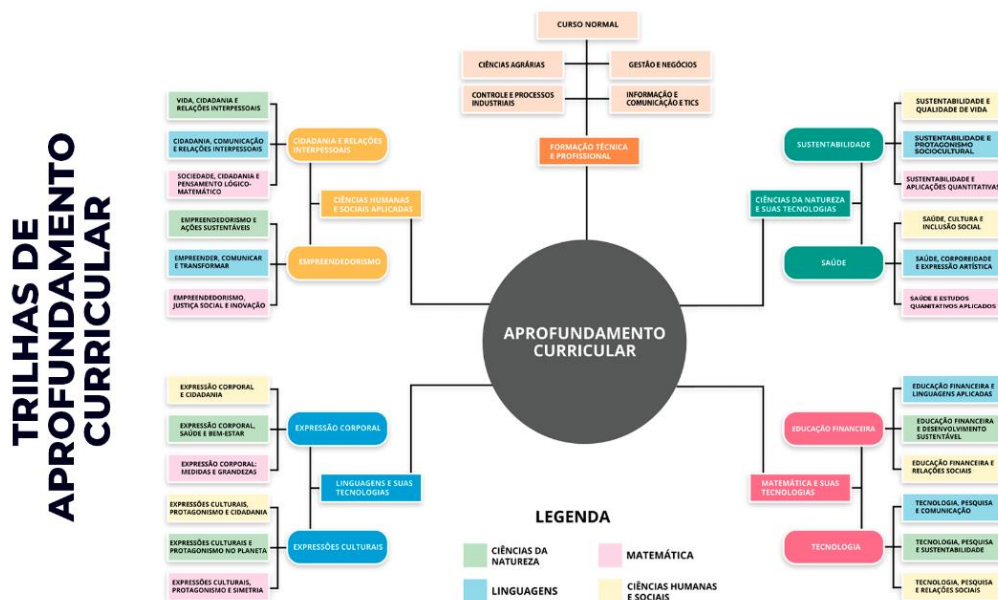 TRILHAS DE
APROFUNDAMENTO
CURRICULAR
CURSO NORMAL
CIÊNCIAS AGRÁRIAS
GESTÃO E NEGÓCIOS
CONTROLE E PROCESSOS
INDUSTRIAIS
INFORMAÇÃO E
COMUNICAÇÃO E TICS
FORMAÇÃO TÉCNICA
E PROFISSIONAL
VIDA, CIDADANIA E
RELAÇÕES INTERPESSOAIS
CIDADANIA, COMUNICAÇÃO
E RELAÇÕES INTERPESSOAIS
SOCIEDADE, CIDADANIA E
PENSAMENTO LÓGICO-
MATEMÁTICO
CIDADANIA E RELAÇÕES
INTERPESSOAIS
CIÊNCIAS HUMANAS
E SOCIAIS APLICADAS
EMPREENDEDORISMO E
AÇÕES SUSTENTÁVEIS
EMPREENDER, COMUNICAR
E TRANSFORMAR
EMPREENDEDORISMO,
JUSTIÇA SOCIAL E INOVAÇÃO
EMPREENDEDORISMO
SUSTENTABILIDADE
SUSTENTABILIDADE E
QUALIDADE DE VIDA
SUSTENTABILIDADE E
PROTAGONISMO
SOCIOCULTURAL
SUSTENTABILIDADE E
APLICAÇÕES QUANTITATIVAS
CIÊNCIAS DA NATUREZA
E SUAS TECNOLOGIAS
SAÚDE
SAÚDE, CULTURA E
INCLUSÃO SOCIAL
SAÚDE, CORPOREIDADE
E EXPRESSÃO ARTÍSTICA
SAÚDE E ESTUDOS
QUANTITATIVOS APLICADOS
APROFUNDAMENTO
CURRICULAR
EXPRESSÃO CORPORAL
E CIDADANIA
EXPRESSÃO CORPORAL,
SAÚDE E BEM-ESTAR
EXPRESSÃO CORPORAL:
MEDIDAS E GRANDEZAS
EXPRESSÃO CORPORAL
LINGUAGENS E SUAS
TECNOLOGIAS
EXPRESSÕES CULTURAIS,
PROTAGONISMO E CIDADANIA
EXPRESSÕES CULTURAIS E
PROTAGONISMO NO PLANETA
EXPRESSÕES CULTURAIS,
PROTAGONISMO E SIMETRIA
EXPRESSÕES CULTURAIS
EDUCAÇÃO FINANCEIRA
EDUCAÇÃO FINANCEIRA E
LINGUAGENS APLICADAS
EDUCAÇÃO FINANCEIRA
E DESENVOLVIMENTO
SUSTENTÁVEL
EDUCAÇÃO FINANCEIRA E
RELAÇÕES SOCIAIS
MATEMÁTICA E SUAS
TECNOLOGIAS
TECNOLOGIA
TECNOLOGIA, PESQUISA
E COMUNICAÇÃO
TECNOLOGIA, PESQUISA
E SUSTENTABILIDADE
TECNOLOGIA, PESQUISA
E RELAÇÕES SOCIAIS
LEGENDA
CIÊNCIAS DA
NATUREZA
MATEMÁTICA
LINGUAGENS
CIÊNCIAS HUMANAS
E SOCIAIS